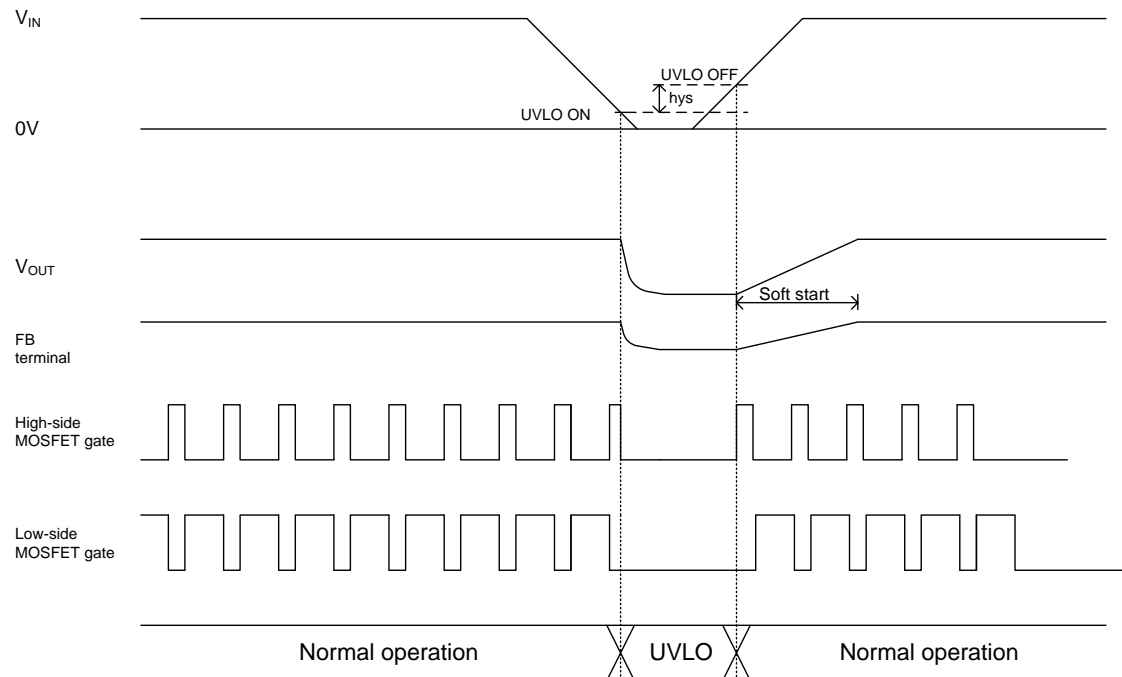 VIN
UVLO OFF
hys
UVLO ON
0V
VOUT
Soft start
FB
terminal
High-side
MOSFET gate
Low-side
MOSFET gate
Normal operation
UVLO
Normal operation